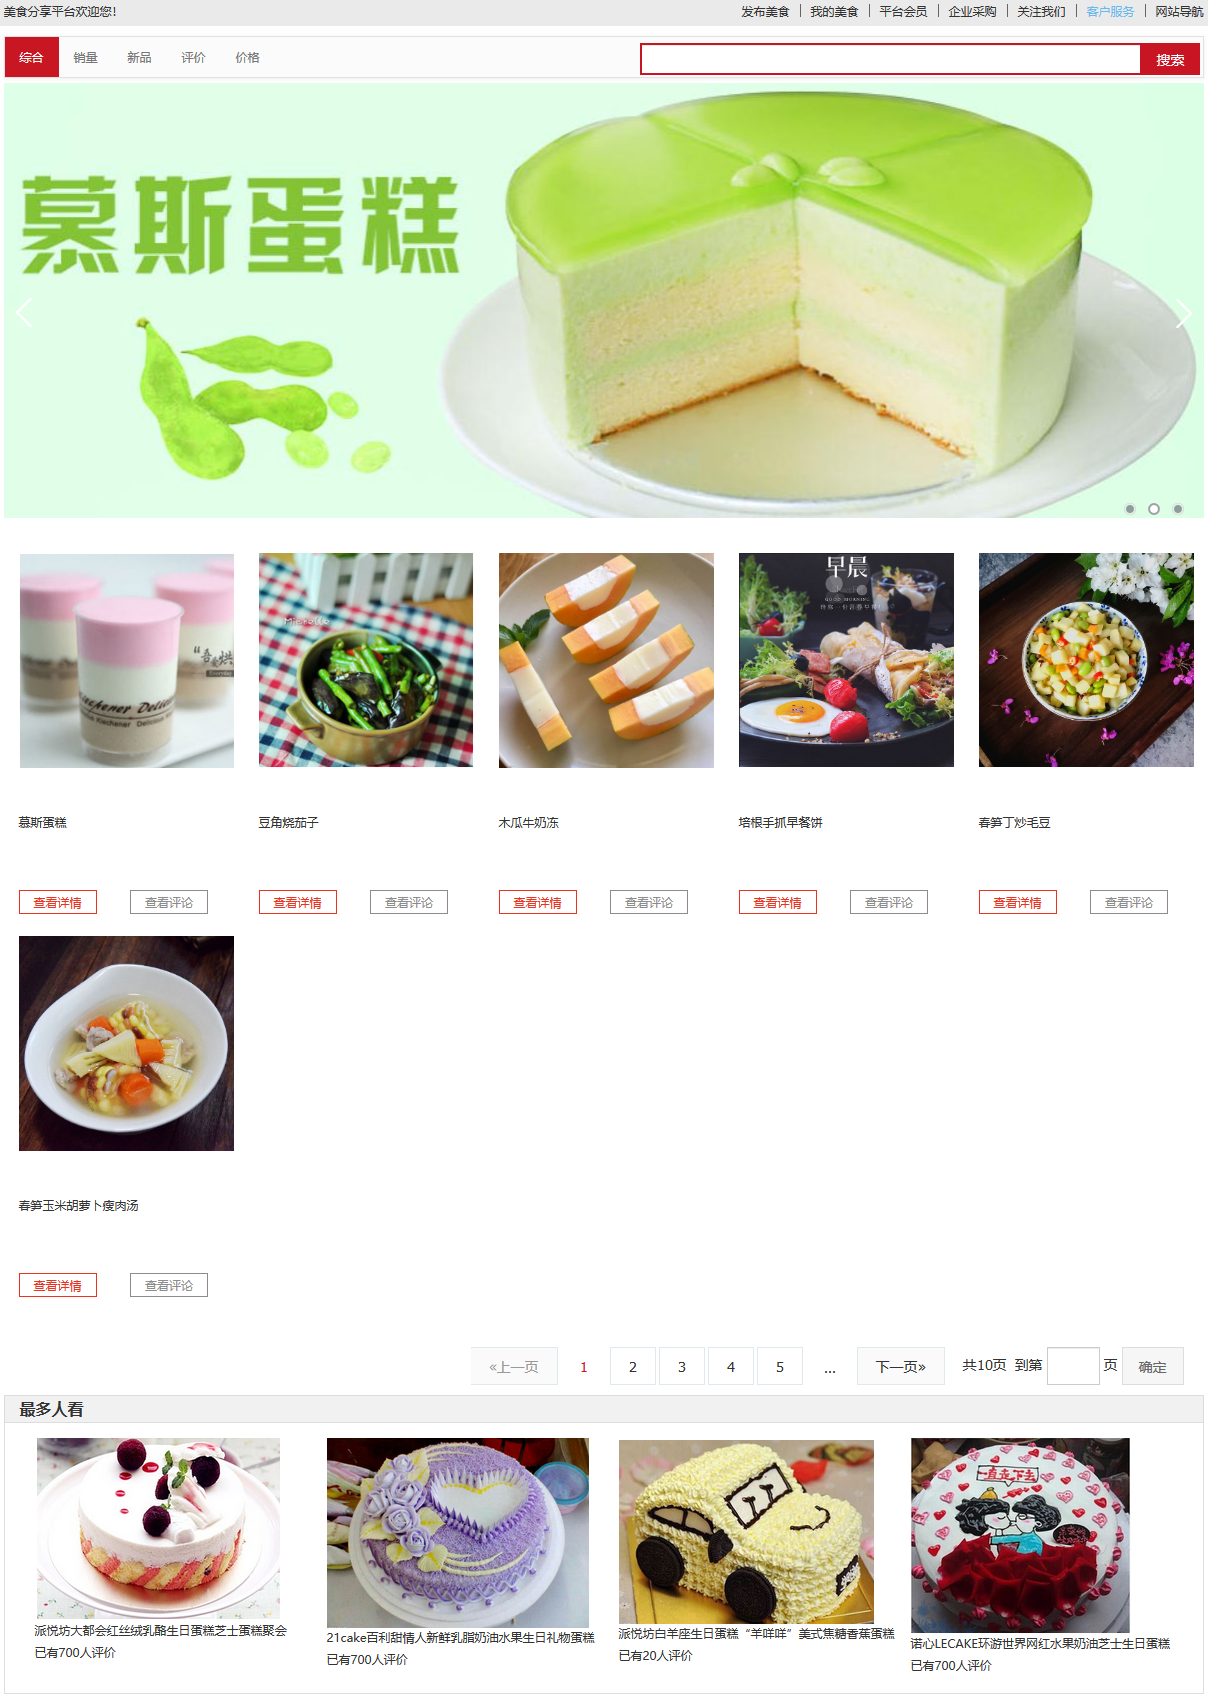 美食分享平台欢迎您!
发布美食 我的美食 平台会员 企业采购 关注我们 客户服务 网站导航
综合 销量 新品 评价 价格 搜索
慕斯蛋糕
Microllo
早晨
GOOD MORNING
慕斯蛋糕 豆角烧茄子 木瓜牛奶冻 培根手抓早餐饼 春笋丁炒毛豆
查看详情 查看评论 查看详情 查看评论 查看详情 查看评论 查看详情 查看评论 查看详情 查看评论
春笋玉米胡萝卜瘦肉汤
查看详情 查看评论
«上一页 1 2 3 4 5 ... 下一页» 共10页 到第 页 确定
最多人看
一直走下去
派悦坊大都会红丝绒乳酪生日蛋糕芝士蛋糕聚会
已有700人评价
21cake百利甜情人新鲜乳脂奶油水果生日礼物蛋糕
已有700人评价
派悦坊白羊座生日蛋糕“羊咩咩”美式焦糖香蕉蛋糕
已有20人评价
诺心LECAKE环游世界网红水果奶油芝士生日蛋糕
已有700人评价